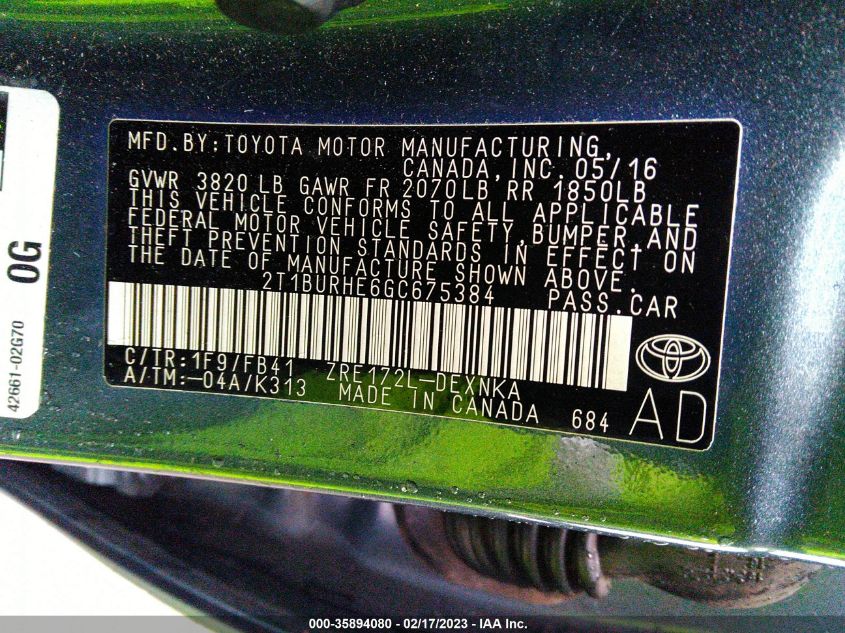 MFD.BY:TOYOTA MOTOR MANUFACTURING,
CANADA, INC. 05/16
GVWR 3820 LB GAWR FR 2070LB RR 1850LB
THIS VEHICLE CONFORMS TO ALL APPLICABLE
FEDERAL MOTOR VEHICLE SAFETY, BUMPER, AND
THEFT PREVENTION STANDARDS IN EFFECT ON
THE DATE OF MANUFACTURE SHOWN ABOVE.
2T1BURHE6GC675384 PASS.CAR
C/TR:1F9/FB41 ZRE172L-DEXNKA
A/TM:-04A/K313 MADE IN CANADA 684
AD
42661-02G70
0G
000-35894080 - 02/17/2023 - IAA Inc.